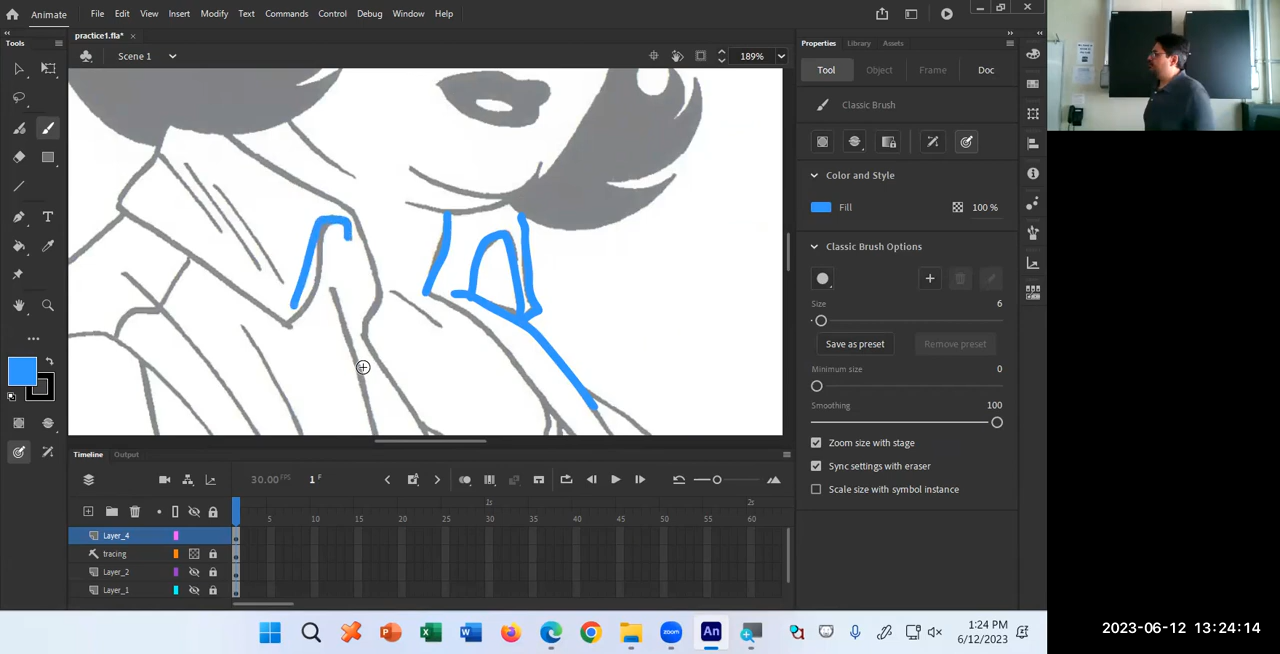 Animate
File Edit View Insert Modify Text Commands Control Debug Window Help
practice1.fla* ×
Tools
Scene 1
189%
Properties Library Assets
Tool Object Frame Doc
Classic Brush
Color and Style
Fill 100 %
Classic Brush Options
Size 6
Save as preset Remove preset
Minimum size 0
Smoothing 100
Zoom size with stage
Sync settings with eraser
Scale size with symbol instance
Timeline Output
30.00 FPS 1 F
1s 2s
5 10 15 20 25 30 35 40 45 50 55 60
Layer_4
tracing
Layer_2
Layer_1
An
zoom
1:24 PM
6/12/2023
2023-06-12 13:24:14